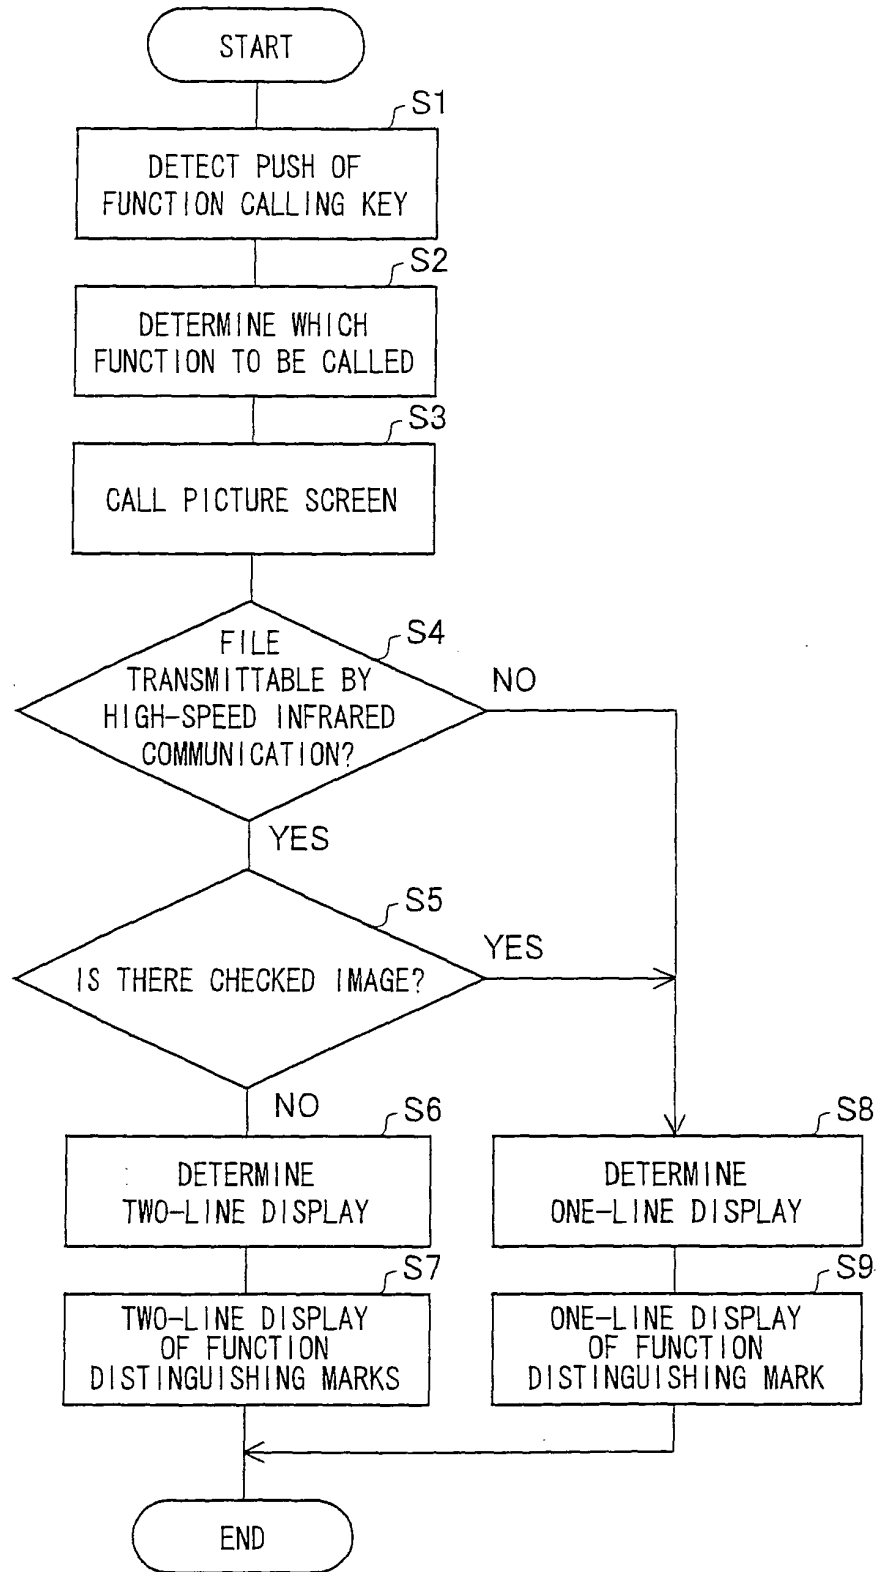 START
S1
DETECT PUSH OF
FUNCTION CALLING KEY
S2
DETERMINE WHICH
FUNCTION TO BE CALLED
S3
CALL PICTURE SCREEN
S4
FILE
TRANSMITTABLE BY
HIGH-SPEED INFRARED
COMMUNICATION?
NO
YES
S5
IS THERE CHECKED IMAGE?
YES
NO
S6
DETERMINE
TWO-LINE DISPLAY
S8
DETERMINE
ONE-LINE DISPLAY
S7
TWO-LINE DISPLAY
OF FUNCTION
DISTINGUISHING MARKS
S9
ONE-LINE DISPLAY
OF FUNCTION
DISTINGUISHING MARK
END